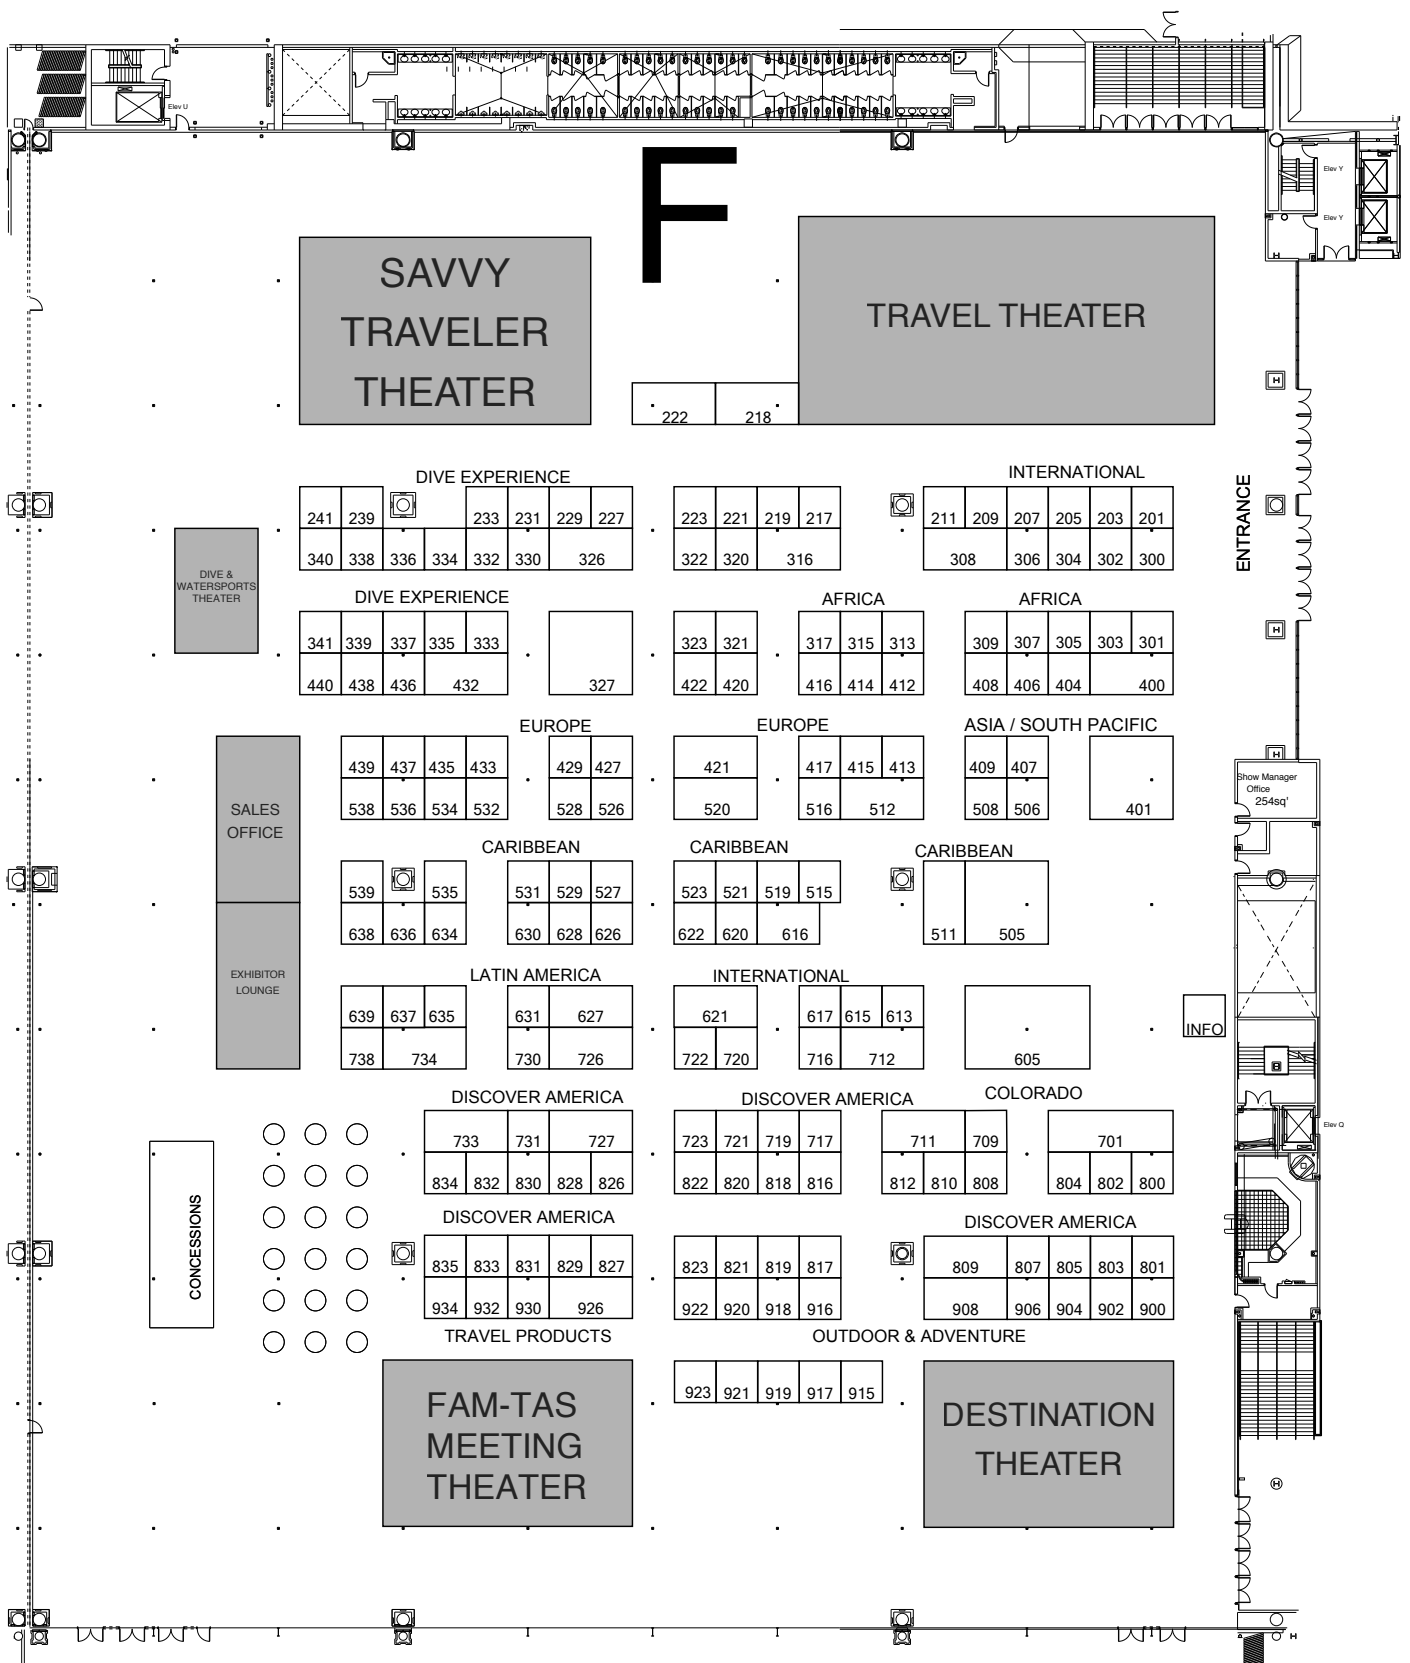 Elev U
F
Elev Y
Elev Y
SAVVY
TRAVELER
THEATER
TRAVEL THEATER
222 218
DIVE EXPERIENCE
INTERNATIONAL
ENTRANCE
241 239 233 231 229 227 223 221 219 217 211 209 207 205 203 201
340 338 336 334 332 330 326 322 320 316 308 306 304 302 300
DIVE &
WATERSPORTS
THEATER
DIVE EXPERIENCE
AFRICA
AFRICA
341 339 337 335 333 323 321 317 315 313 309 307 305 303 301
440 438 436 432 327 422 420 416 414 412 408 406 404 400
EUROPE
EUROPE
ASIA / SOUTH PACIFIC
439 437 435 433 429 427 421 417 415 413 409 407
538 536 534 532 528 526 520 516 512 508 506 401
Show Manager
Office
254sq'
SALES
OFFICE
CARIBBEAN
CARIBBEAN
CARIBBEAN
539 535 531 529 527 523 521 519 515
638 636 634 630 628 626 622 620 616 511 505
EXHIBITOR
LOUNGE
LATIN AMERICA
INTERNATIONAL
639 637 635 631 627 621 617 615 613
738 734 730 726 722 720 716 712 605
INFO
DISCOVER AMERICA
DISCOVER AMERICA
COLORADO
Elev Q
733 731 727 723 721 719 717 711 709 701
834 832 830 828 826 822 820 818 816 812 810 808 804 802 800
CONCESSIONS
DISCOVER AMERICA
DISCOVER AMERICA
835 833 831 829 827 823 821 819 817 809 807 805 803 801
934 932 930 926 922 920 918 916 908 906 904 902 900
TRAVEL PRODUCTS
OUTDOOR & ADVENTURE
923 921 919 917 915
FAM-TAS
MEETING
THEATER
DESTINATION
THEATER